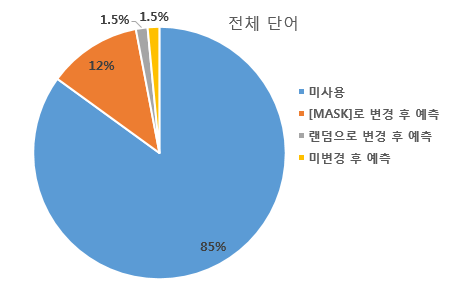 전체 단어
1.5%
1.5%
12%
85%
미사용
[MASK]로 변경 후 예측
랜덤으로 변경 후 예측
미변경 후 예측